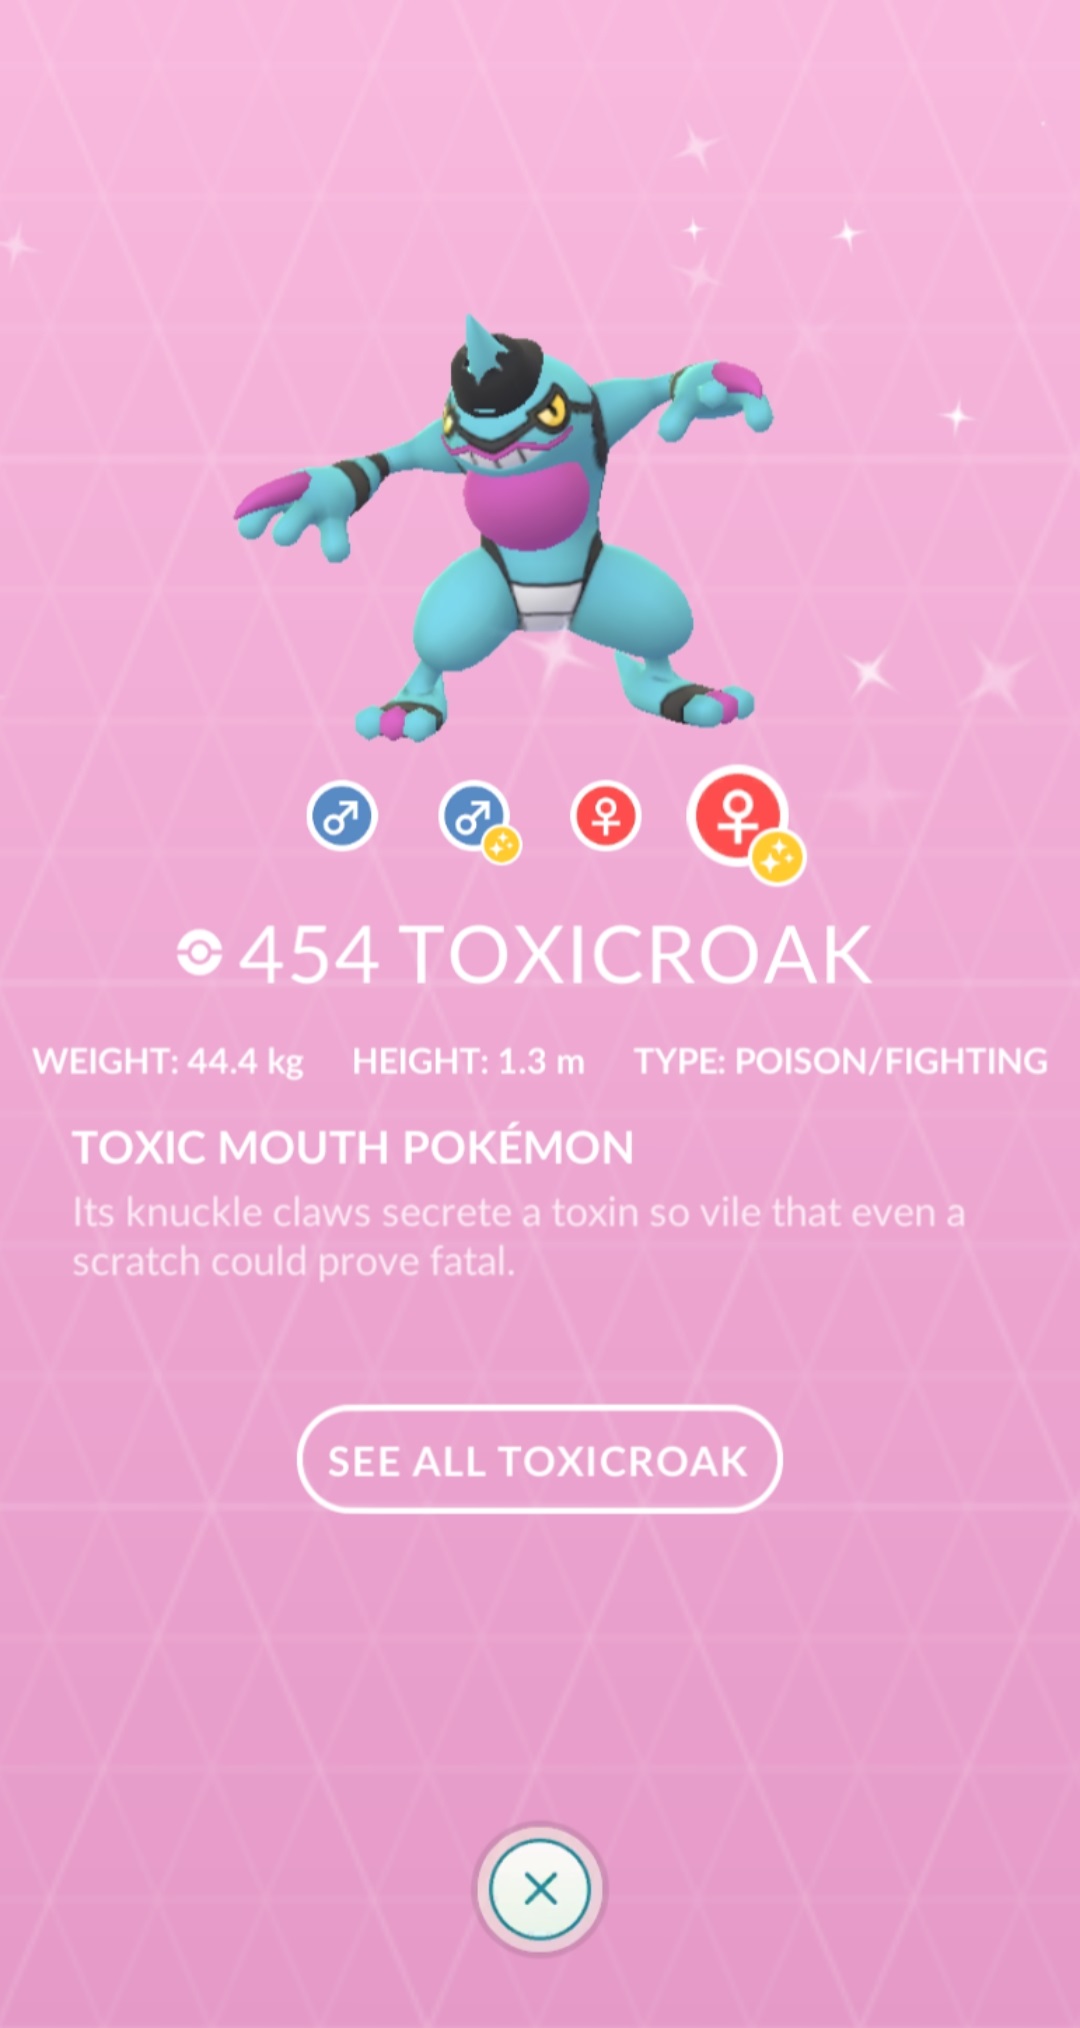 454 TOXICROAK
WEIGHT: 44.4 kg HEIGHT: 1.3 m TYPE: POISON/FIGHTING
TOXIC MOUTH POKÉMON
Its knuckle claws secrete a toxin so vile that even a
scratch could prove fatal.
SEE ALL TOXICROAK